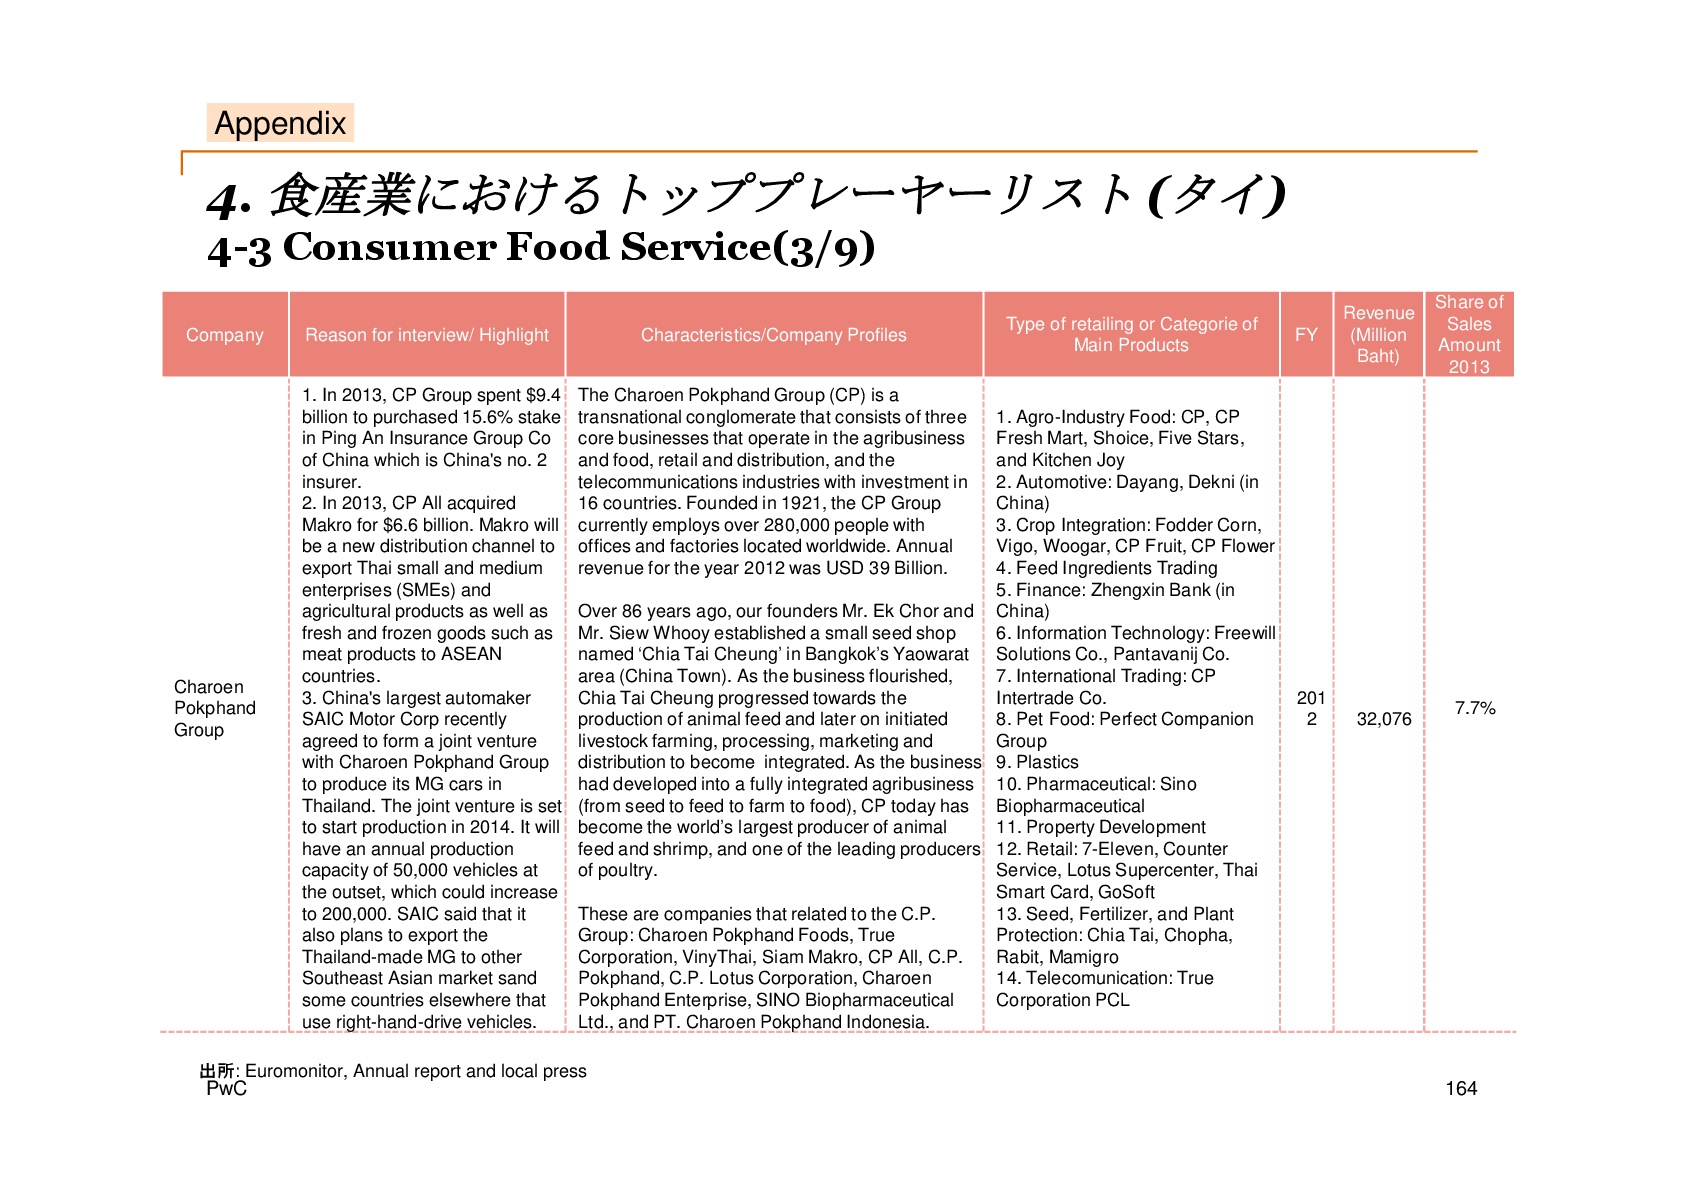 Appendix
4. 食産業におけるトッププレーヤーリスト(タイ)
4-3 Consumer Food Service(3/9)
Company
Reason for interview/ Highlight
Characteristics/Company Profiles
Type of retailing or Categorie of
Main Products
FY
Revenue
(Million
Baht)
Share of
Sales
Amount
2013
Charoen
Pokphand
Group
1. In 2013, CP Group spent $9.4
billion to purchased 15.6% stake
in Ping An Insurance Group Co
of China which is China's no. 2
insurer.
2. In 2013, CP All acquired
Makro for $6.6 billion. Makro will
be a new distribution channel to
export Thai small and medium
enterprises (SMEs) and
agricultural products as well as
fresh and frozen goods such as
meat products to ASEAN
countries.
3. China's largest automaker
SAIC Motor Corp recently
agreed to form a joint venture
with Charoen Pokphand Group
to produce its MG cars in
Thailand. The joint venture is set
to start production in 2014. It will
have an annual production
capacity of 50,000 vehicles at
the outset, which could increase
to 200,000. SAIC said that it
also plans to export the
Thailand-made MG to other
Southeast Asian market sand
some countries elsewhere that
use right-hand-drive vehicles.
The Charoen Pokphand Group (CP) is a
transnational conglomerate that consists of three
core businesses that operate in the agribusiness
and food, retail and distribution, and the
telecommunications industries with investment in
16 countries. Founded in 1921, the CP Group
currently employs over 280,000 people with
offices and factories located worldwide. Annual
revenue for the year 2012 was USD 39 Billion.
Over 86 years ago, our founders Mr. Ek Chor and
Mr. Siew Whooy established a small seed shop
named ‘Chia Tai Cheung’ in Bangkok’s Yaowarat
area (China Town). As the business flourished,
Chia Tai Cheung progressed towards the
production of animal feed and later on initiated
livestock farming, processing, marketing and
distribution to become  integrated. As the business
had developed into a fully integrated agribusiness
(from seed to feed to farm to food), CP today has
become the world’s largest producer of animal
feed and shrimp, and one of the leading producers
of poultry.
These are companies that related to the C.P.
Group: Charoen Pokphand Foods, True
Corporation, VinyThai, Siam Makro, CP All, C.P.
Pokphand, C.P. Lotus Corporation, Charoen
Pokphand Enterprise, SINO Biopharmaceutical
Ltd., and PT. Charoen Pokphand Indonesia.
1. Agro-Industry Food: CP, CP
Fresh Mart, Shoice, Five Stars,
and Kitchen Joy
2. Automotive: Dayang, Dekni (in
China)
3. Crop Integration: Fodder Corn,
Vigo, Woogar, CP Fruit, CP Flower
4. Feed Ingredients Trading
5. Finance: Zhengxin Bank (in
China)
6. Information Technology: Freewill
Solutions Co., Pantavanij Co.
7. International Trading: CP
Intertrade Co.
8. Pet Food: Perfect Companion
Group
9. Plastics
10. Pharmaceutical: Sino
Biopharmaceutical
11. Property Development
12. Retail: 7-Eleven, Counter
Service, Lotus Supercenter, Thai
Smart Card, GoSoft
13. Seed, Fertilizer, and Plant
Protection: Chia Tai, Chopha,
Rabit, Mamigro
14. Telecomunication: True
Corporation PCL
201
2
32,076
7.7%
出所: Euromonitor, Annual report and local press
PwC
164